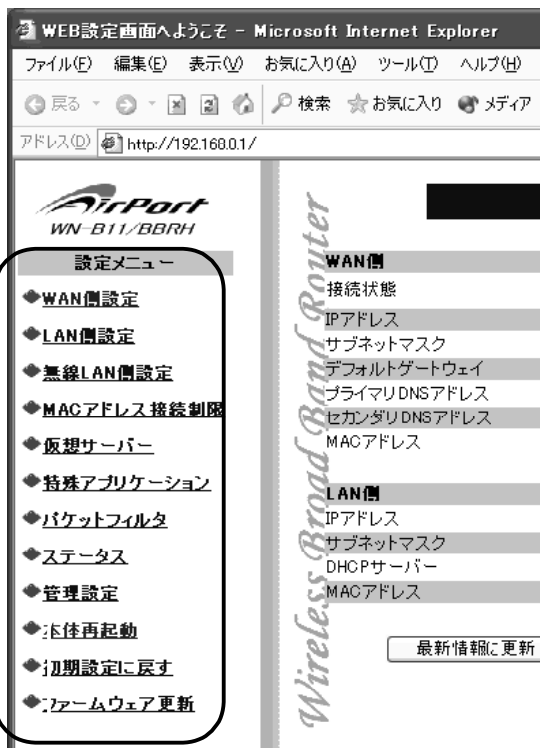 WEB設定画面へようこそ - Microsoft Internet Explorer
ファイル(F) 編集(E) 表示(V) お気に入り(A) ツール(T) ヘルプ(H)
戻る 検索 お気に入り メディア
アドレス(D) http://192.168.0.1/
AirPort
WN-B11/BBRH
設定メニュー
WAN側設定
LAN側設定
無線LAN側設定
MACアドレス接続制限
仮想サーバー
特殊アプリケーション
パケットフィルタ
ステータス
管理設定
本体再起動
初期設定に戻す
ファームウェア更新
Wireless Broad Band Router
WAN側
接続状態
IPアドレス
サブネットマスク
デフォルトゲートウェイ
プライマリDNSアドレス
セカンダリDNSアドレス
MACアドレス
LAN側
IPアドレス
サブネットマスク
DHCPサーバー
MACアドレス
最新情報に更新